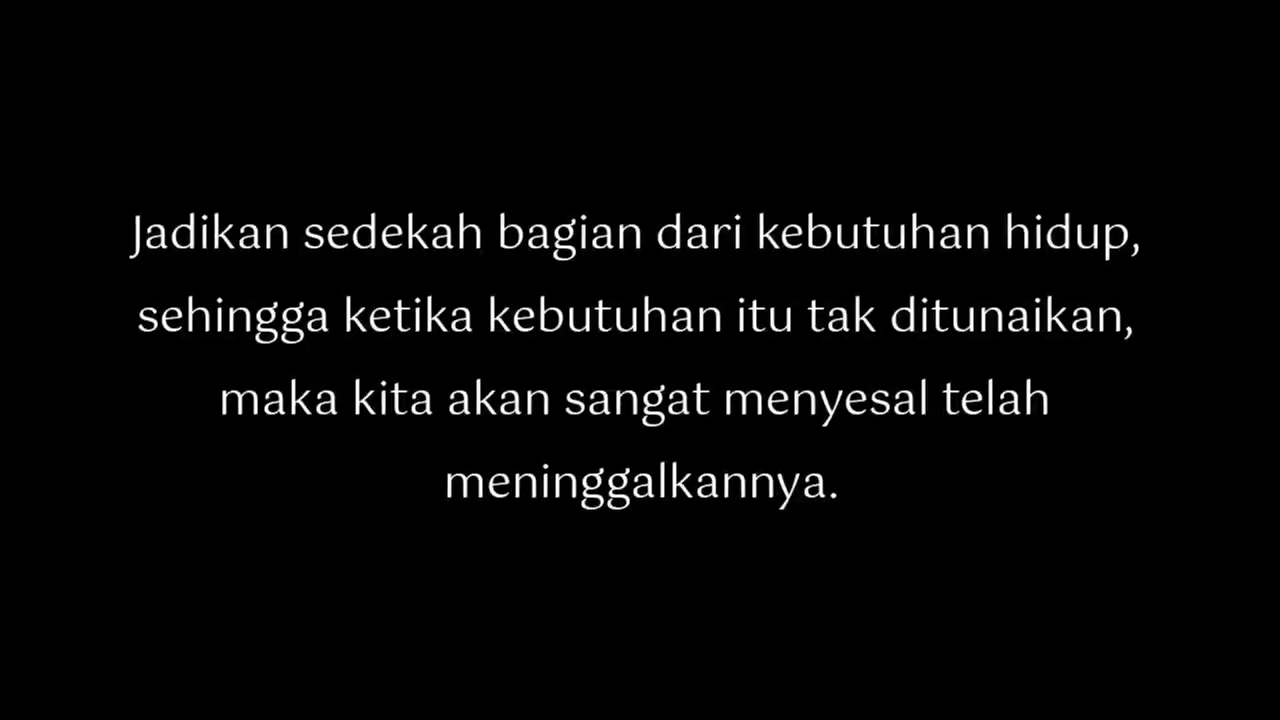 Jadikan sedekah bagian dari kebutuhan hidup,
sehingga ketika kebutuhan itu tak ditunaikan,
maka kita akan sangat menyesal telah
meninggalkannya.